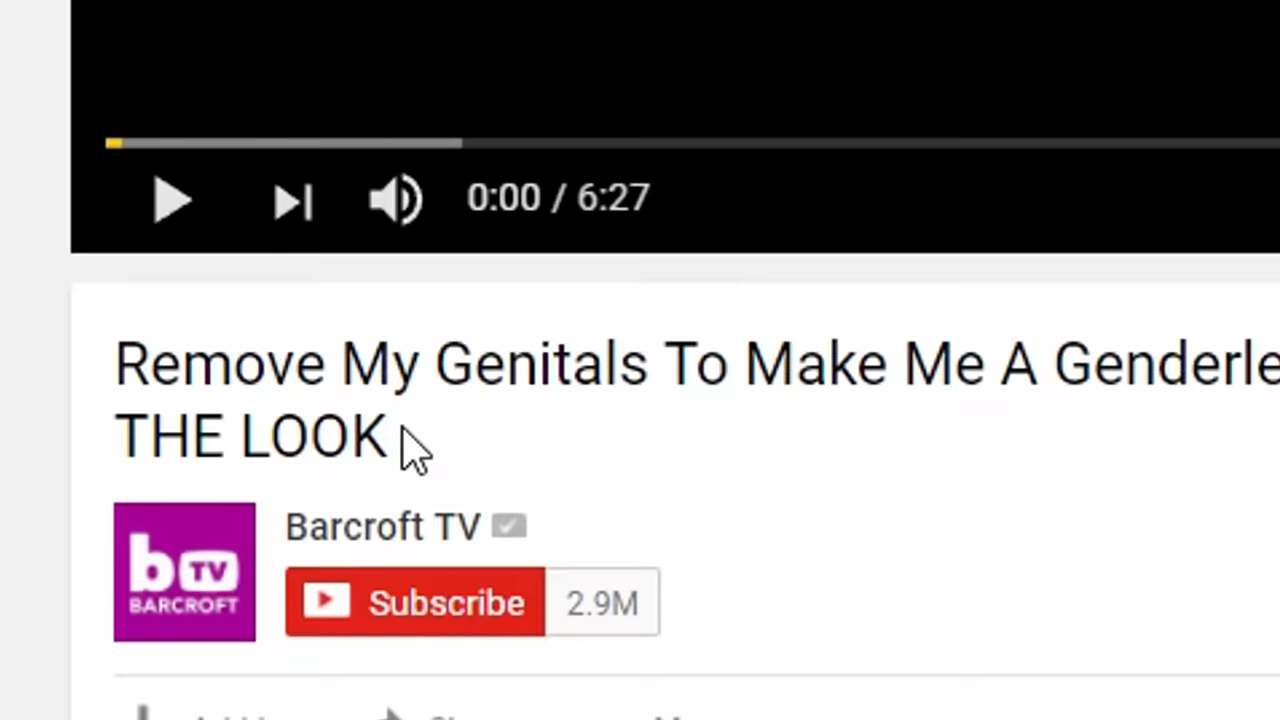 0:00 / 6:27
Remove My Genitals To Make Me A Genderle
THE LOOK
b TV
BARCROFT
Barcroft TV
Subscribe 2.9M